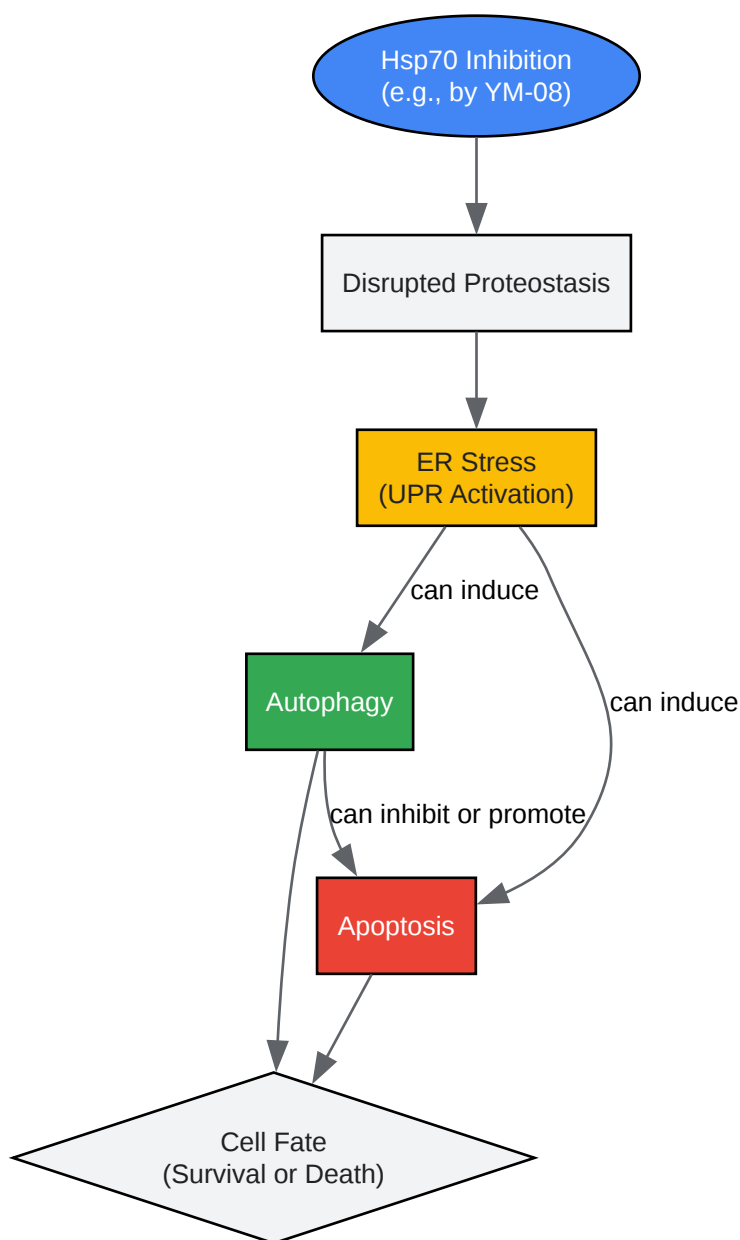 Hsp70 Inhibition
(e.g., by YM-08)
Disrupted Proteostasis
ER Stress
(UPR Activation)
can induce
Autophagy
can induce
can inhibit or promote
Apoptosis
Cell Fate
(Survival or Death)